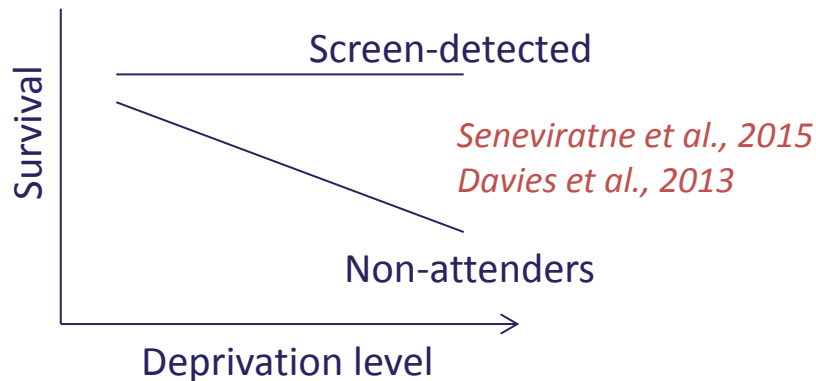 Screen-detected
Survival
Seneviratne et al., 2015
Davies et al., 2013
Non-attenders
Deprivation level